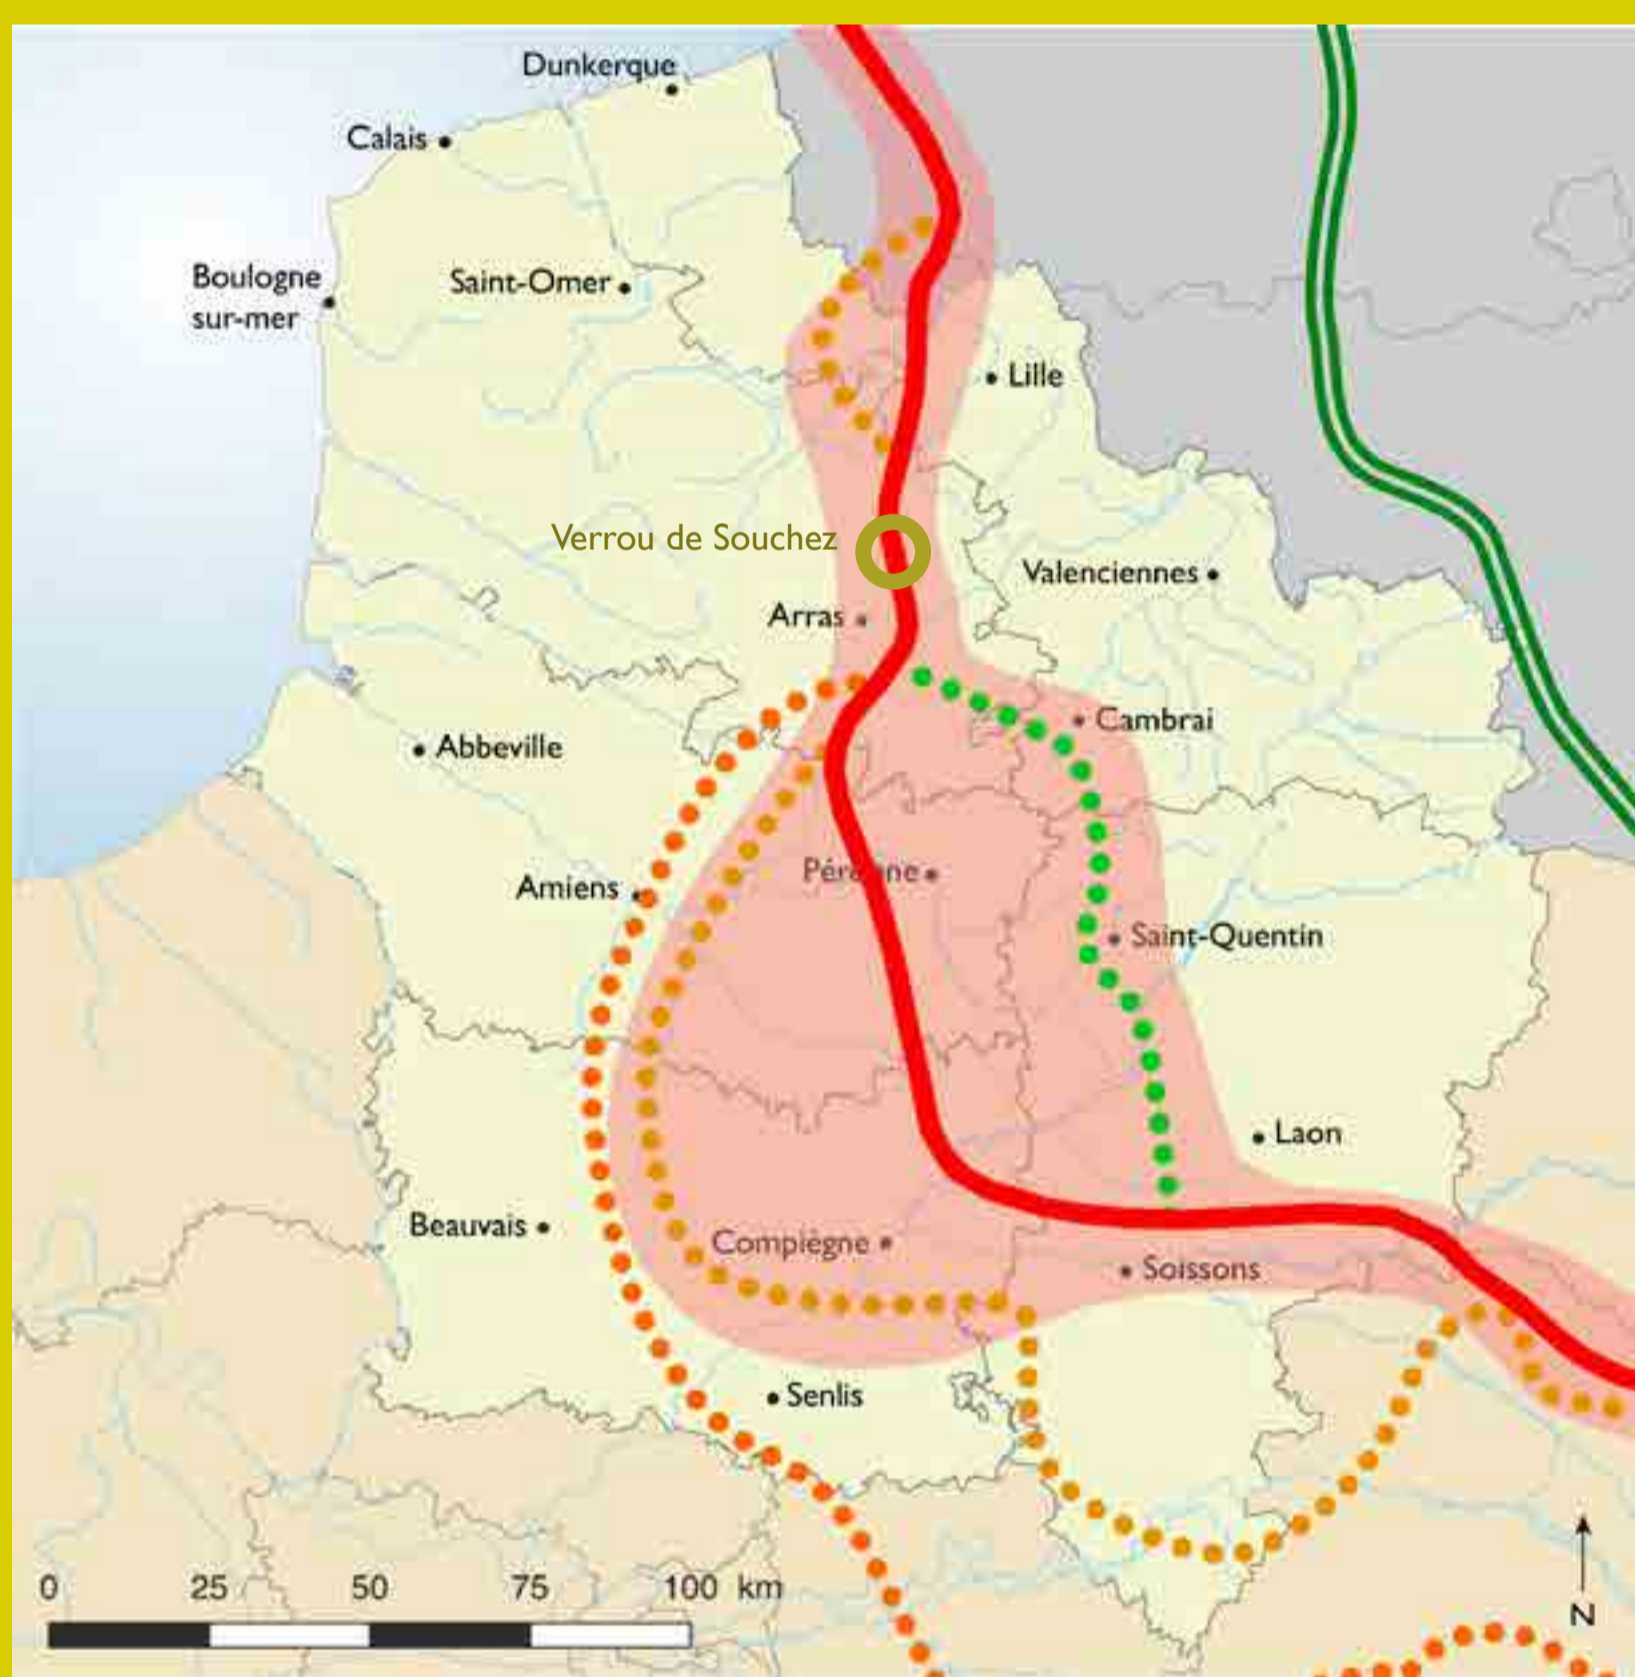 Dunkerque
Calais
Boulogne
sur-mer
Saint-Omer
Lille
Verrou de Souchez
Valenciennes
Arras
Cambrai
Abbeville
Péronne
Amiens
Saint-Quentin
Laon
Beauvais
Compiègne
Soissons
Senlis
0 25 50 75 100 km
N